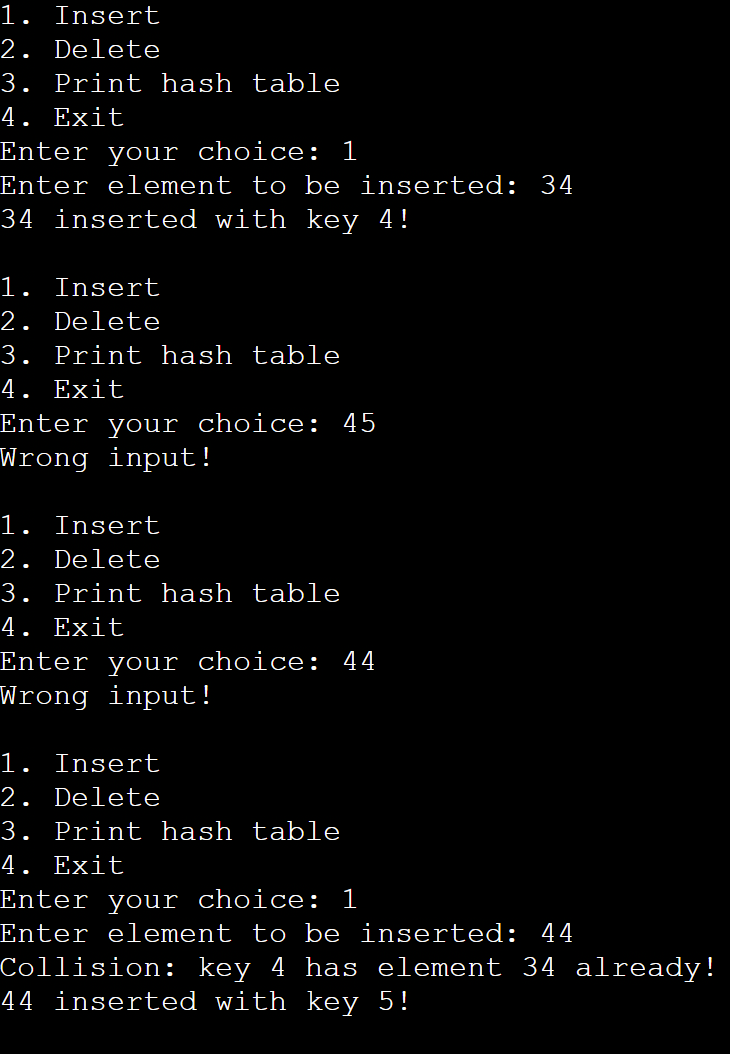 1. Insert
2. Delete
3. Print hash table
4. Exit
Enter your choice: 1
Enter element to be inserted: 34
34 inserted with key 4!
1. Insert
2. Delete
3. Print hash table
4. Exit
Enter your choice: 45
Wrong input!
1. Insert
2. Delete
3. Print hash table
4. Exit
Enter your choice: 44
Wrong input!
1. Insert
2. Delete
3. Print hash table
4. Exit
Enter your choice: 1
Enter element to be inserted: 44
Collision: key 4 has element 34 already!
44 inserted with key 5!